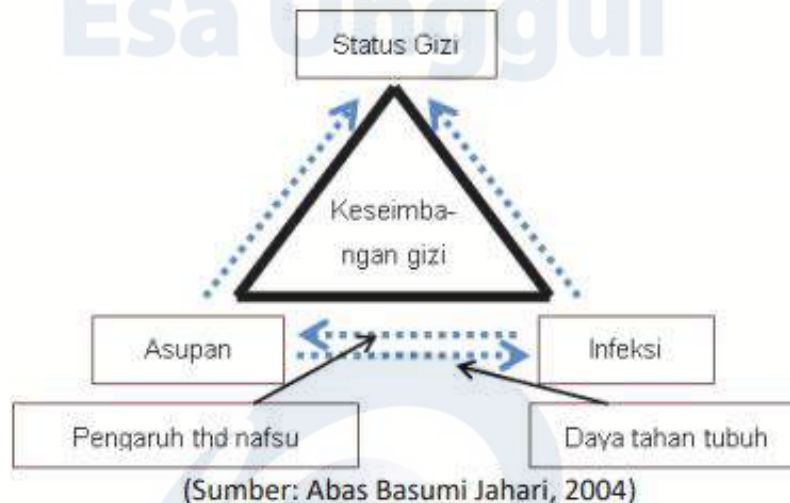 Esa Unggul
Status Gizi
Keseimba-
ngan gizi
Asupan
Infeksi
Pengaruh thd nafsu
Daya tahan tubuh
(Sumber: Abas Basumi Jahari, 2004)